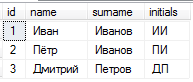 id name surname initials
1 Иван Иванов ИИ
2 Пётр Иванов ПИ
3 Дмитрий Петров ДП